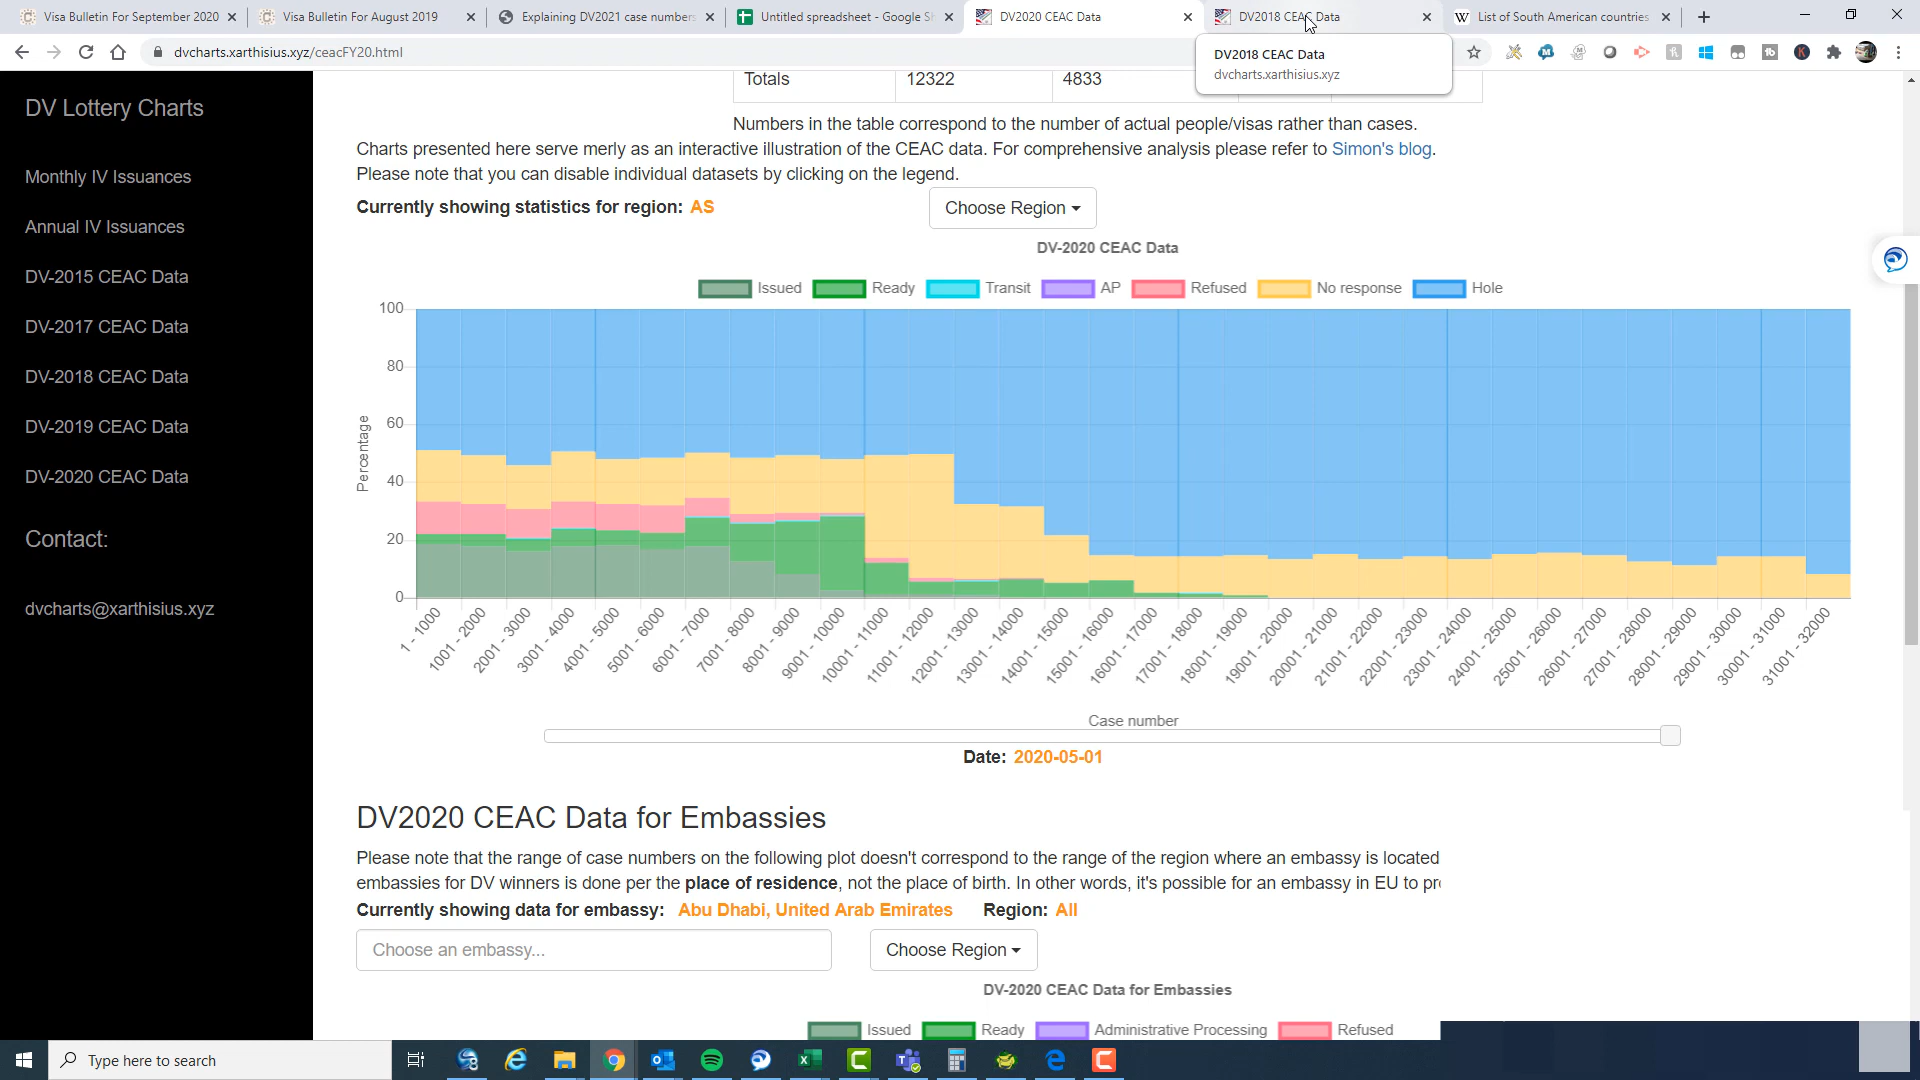 Visa Bulletin For September 2020
Visa Bulletin For August 2019
Explaining DV2021 case numbers
Untitled spreadsheet - Google Sh
DV2020 CEAC Data
DV2018 CEAC Data
List of South American countries
dvcharts.xarthisius.xyz/ceacFY20.html
DV2018 CEAC Data
dvcharts.xarthisius.xyz
DV Lottery Charts
Monthly IV Issuances
Annual IV Issuances
DV-2015 CEAC Data
DV-2017 CEAC Data
DV-2018 CEAC Data
DV-2019 CEAC Data
DV-2020 CEAC Data
Contact:
dvcharts@xarthisius.xyz
Totals 12322 4833
Numbers in the table correspond to the number of actual people/visas rather than cases.
Charts presented here serve merly as an interactive illustration of the CEAC data. For comprehensive analysis please refer to Simon's blog.
Please note that you can disable individual datasets by clicking on the legend.
Currently showing statistics for region: AS
Choose Region
DV-2020 CEAC Data
Issued Ready Transit AP Refused No response Hole
Percentage
100
80
60
40
20
0
1 - 1000
1001 - 2000
2001 - 3000
3001 - 4000
4001 - 5000
5001 - 6000
6001 - 7000
7001 - 8000
8001 - 9000
9001 - 10000
10001 - 11000
11001 - 12000
12001 - 13000
13001 - 14000
14001 - 15000
15001 - 16000
16001 - 17000
17001 - 18000
18001 - 19000
19001 - 20000
20001 - 21000
21001 - 22000
22001 - 23000
23001 - 24000
24001 - 25000
25001 - 26000
26001 - 27000
27001 - 28000
28001 - 29000
29001 - 30000
30001 - 31000
31001 - 32000
Case number
Date: 2020-05-01
DV2020 CEAC Data for Embassies
Please note that the range of case numbers on the following plot doesn't correspond to the range of the region where an embassy is located
embassies for DV winners is done per the place of residence, not the place of birth. In other words, it's possible for an embassy in EU to pr
Currently showing data for embassy: Abu Dhabi, United Arab Emirates Region: All
Choose an embassy...
Choose Region
DV-2020 CEAC Data for Embassies
Issued Ready Administrative Processing Refused
Type here to search